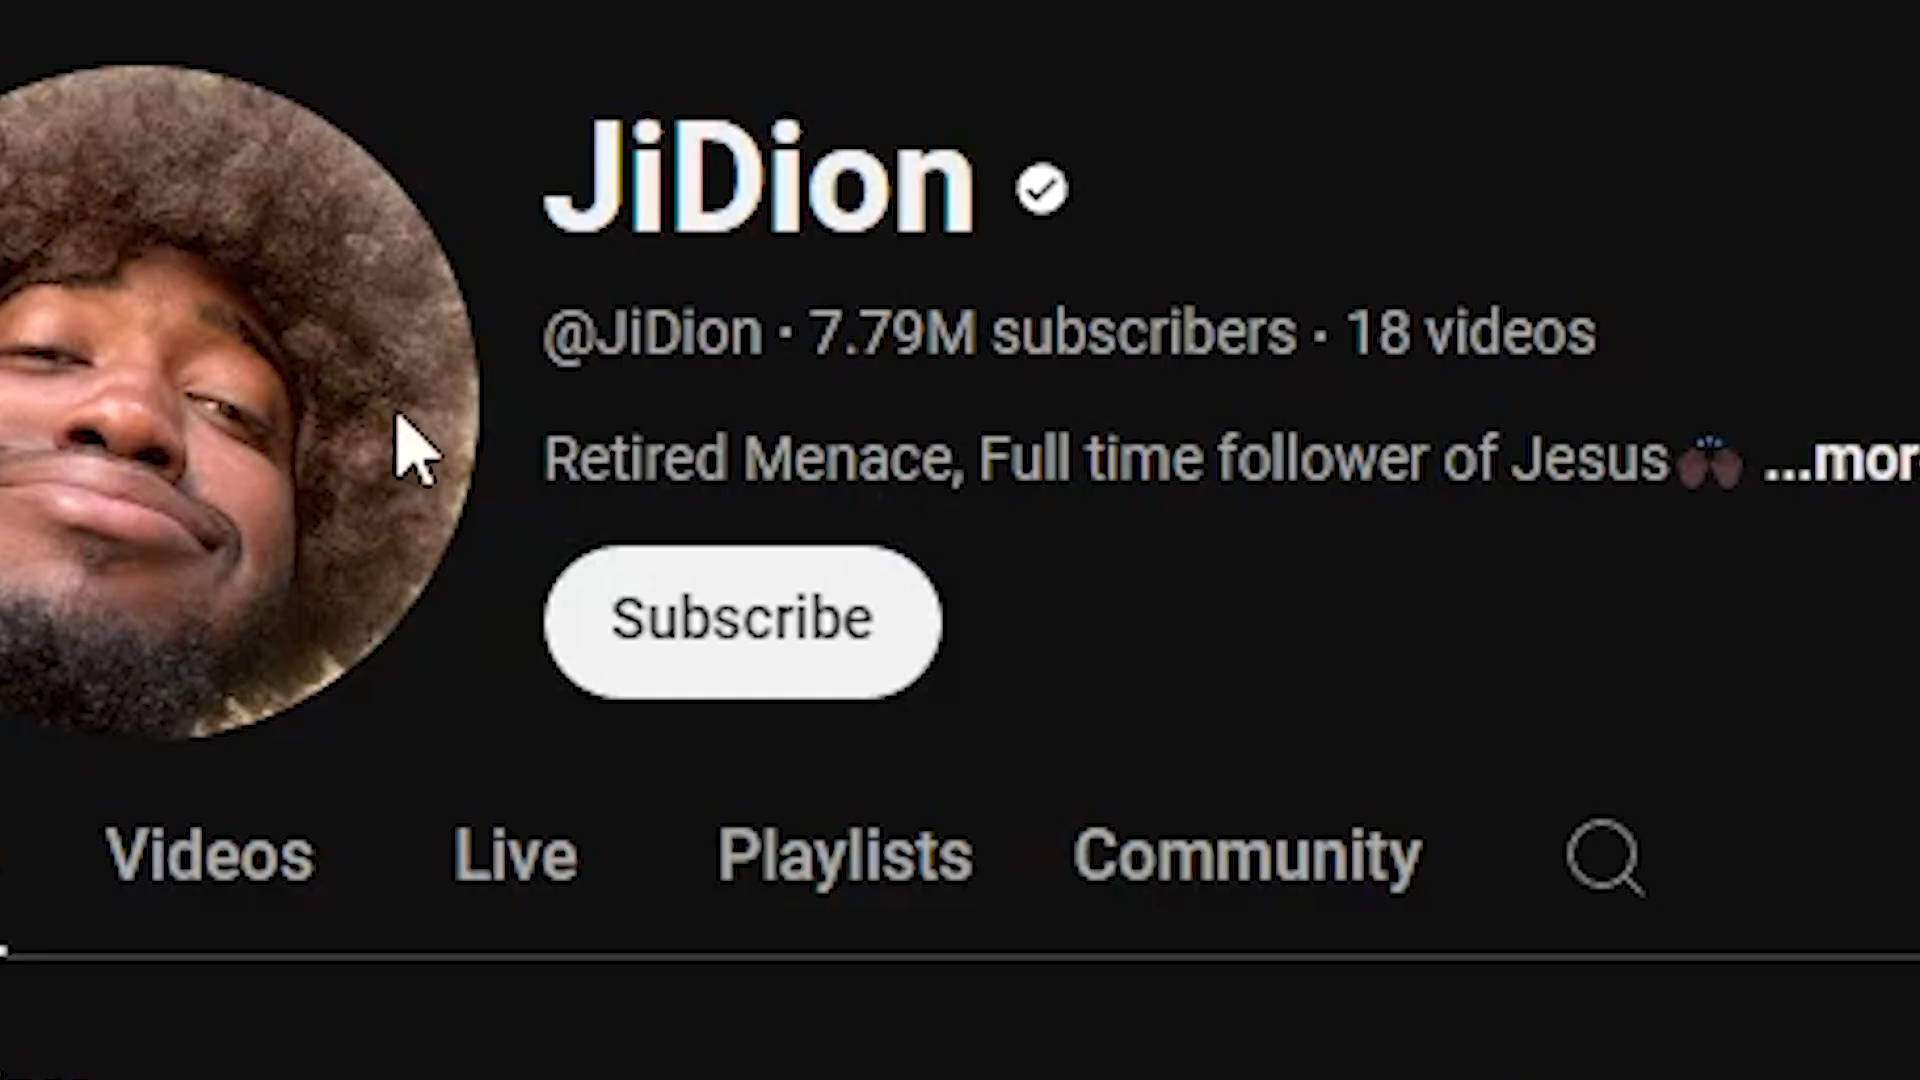 JiDion
@JiDion · 7.79M subscribers · 18 videos
Retired Menace, Full time follower of Jesus🙌🏿 ...mor
Subscribe
Videos Live Playlists Community